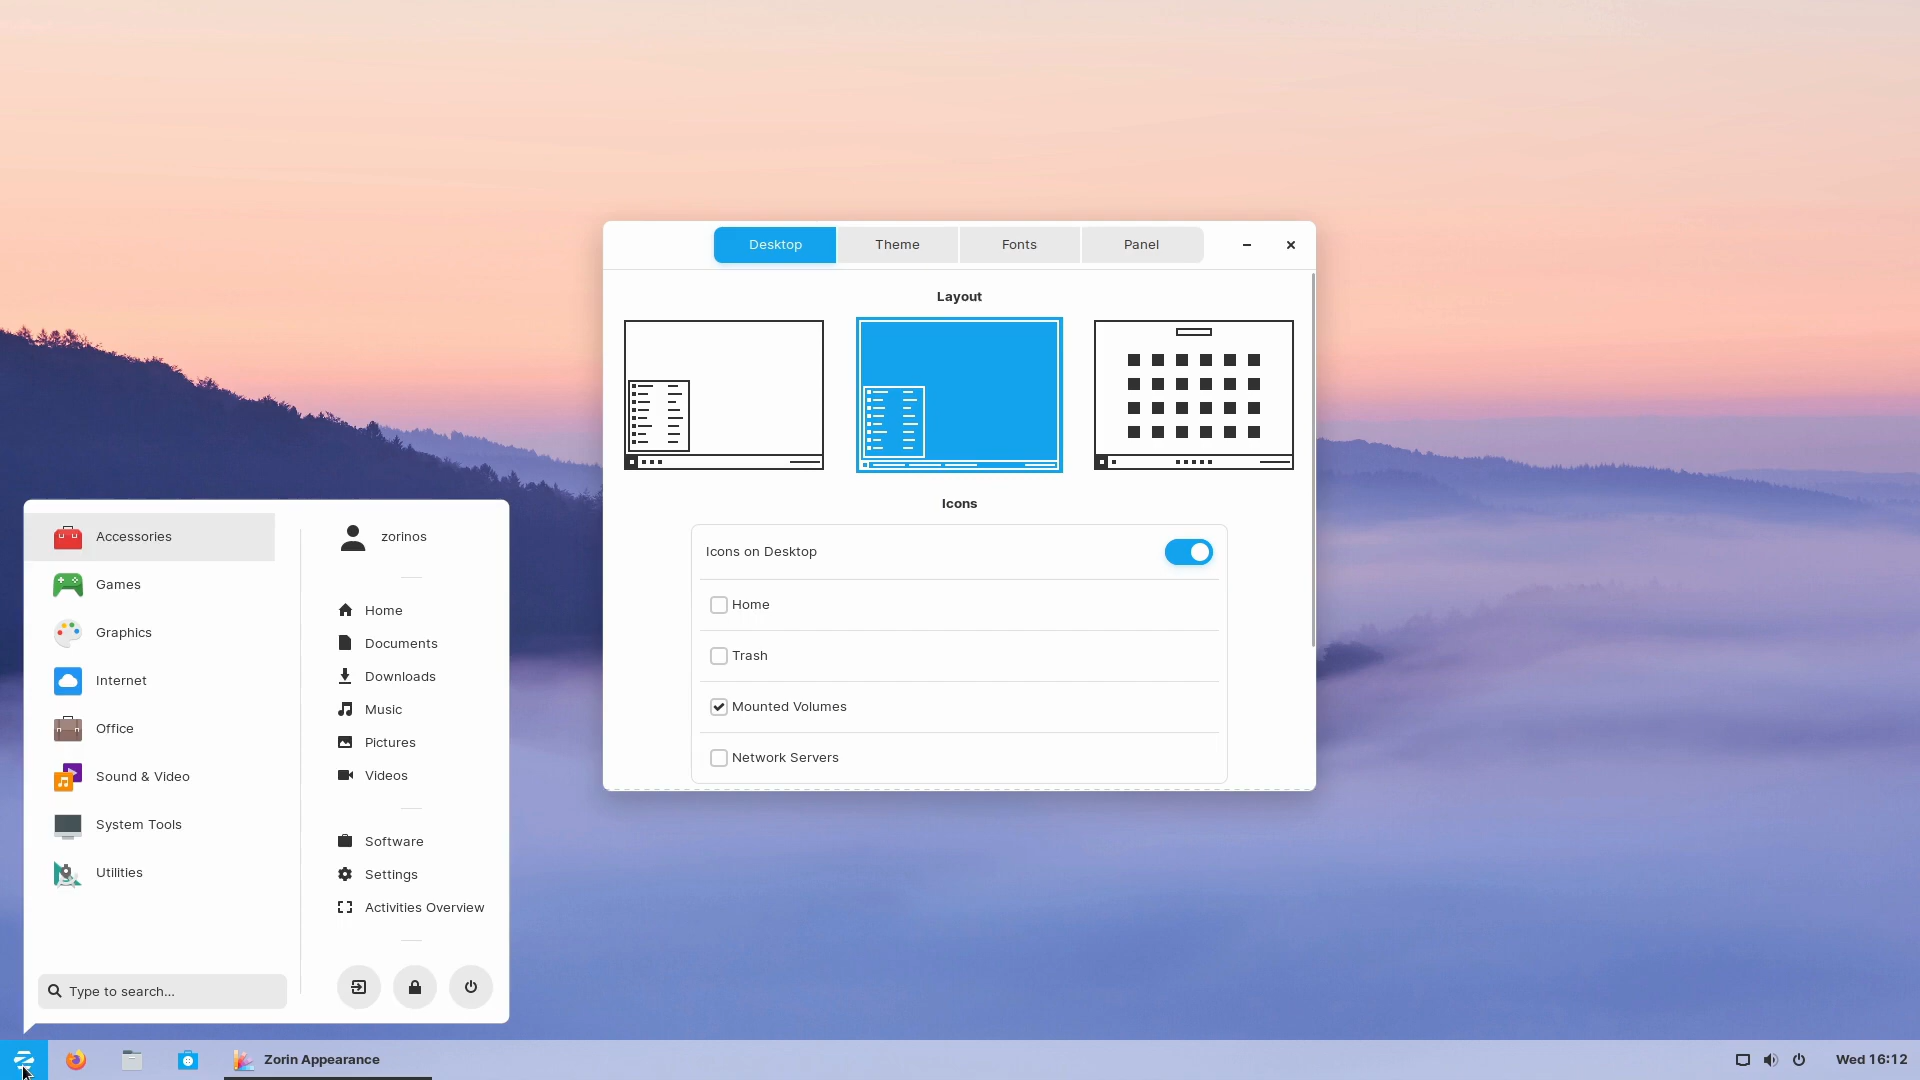 Desktop
Theme
Fonts
Panel
Layout
Icons
Icons on Desktop
Home
Trash
Mounted Volumes
Network Servers
Accessories
Games
Graphics
Internet
Office
Sound & Video
System Tools
Utilities
Type to search...
zorinos
Home
Documents
Downloads
Music
Pictures
Videos
Software
Settings
Activities Overview
Zorin Appearance
Wed 16:12